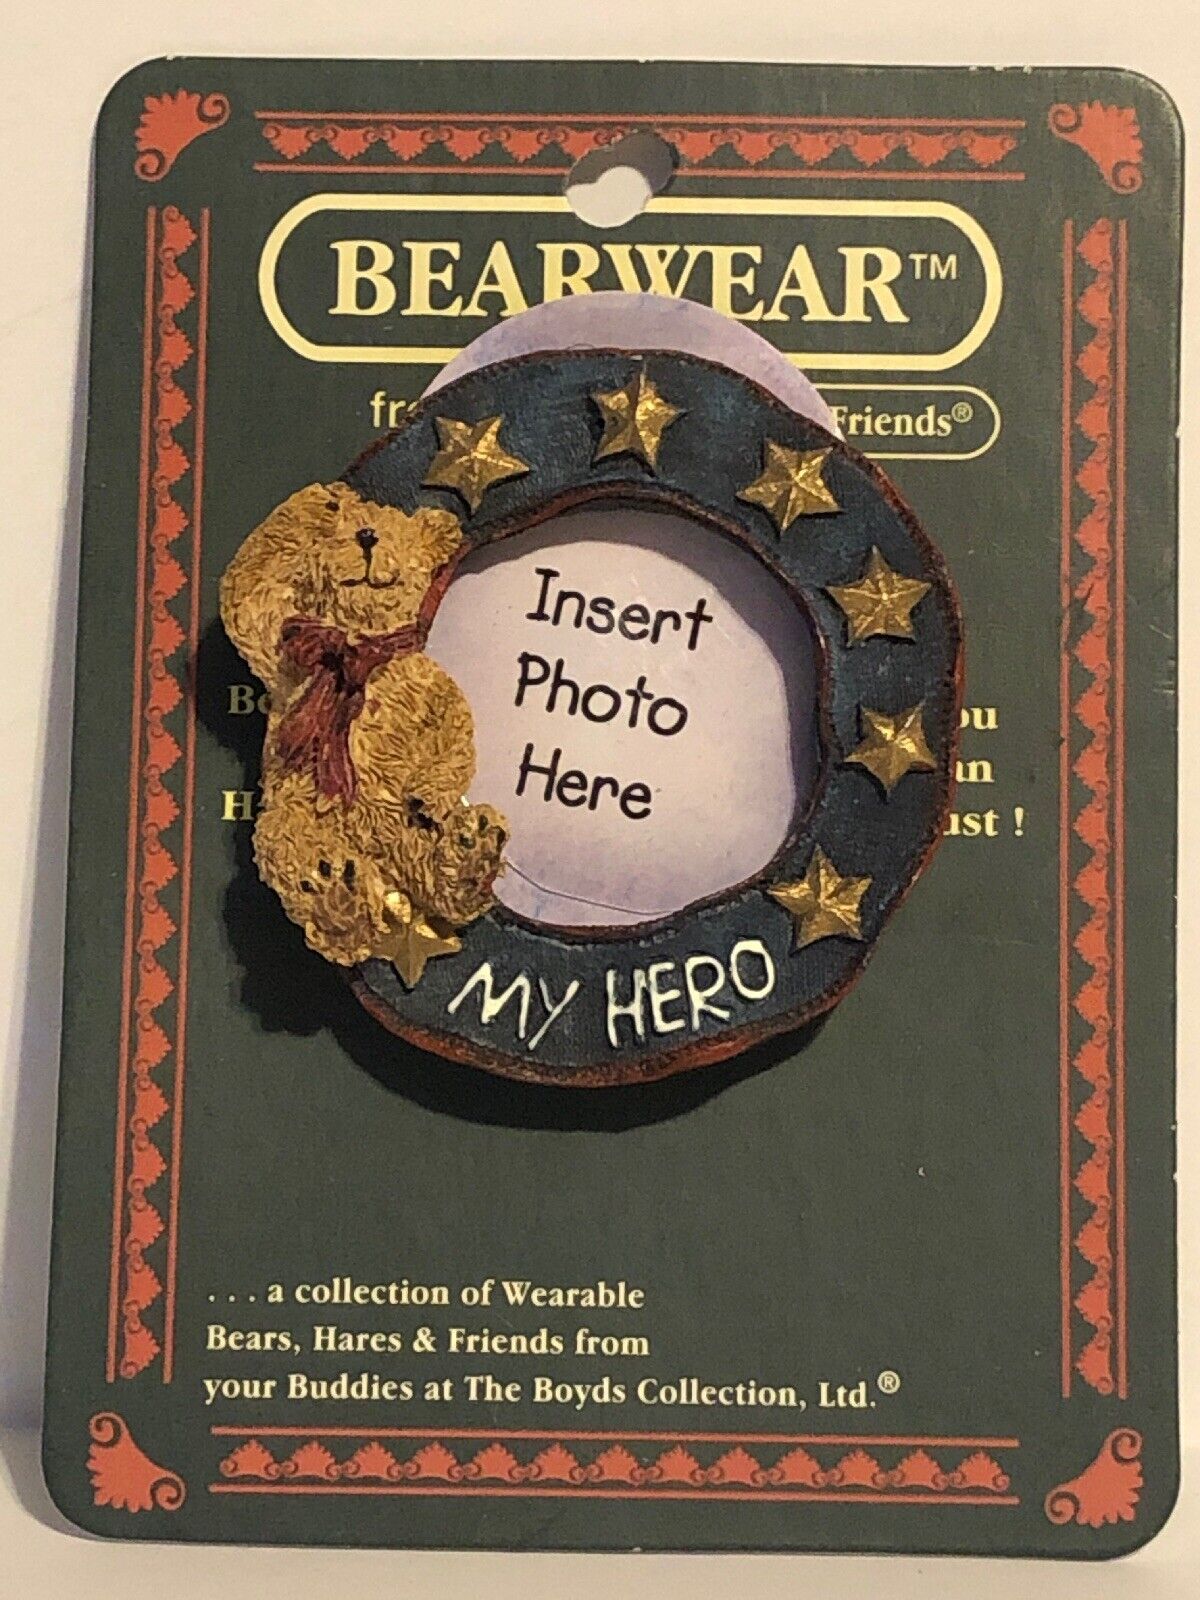 BEARWEAR™
Friends®
Insert
Photo
Here
MY HERO
. . . a collection of Wearable
Bears, Hares & Friends from
your Buddies at The Boyds Collection, Ltd.®